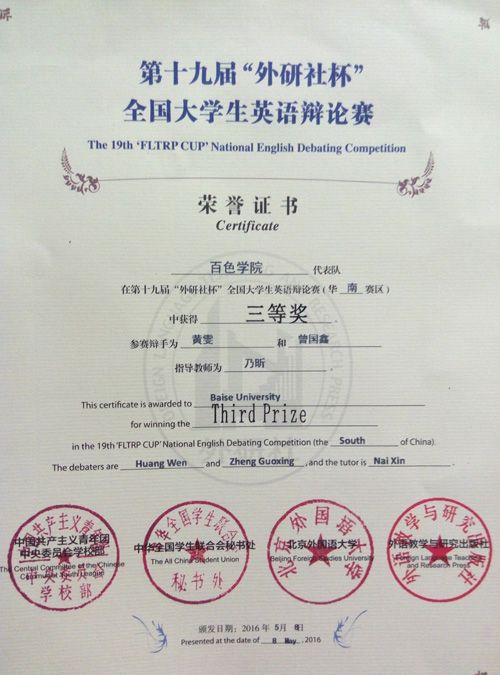 第十九届“外研社杯”
全国大学生英语辩论赛
The 19th ‘FLTRP CUP’ National English Debating Competition
荣誉证书
Certificate
百色学院 代表队
在第十九届“外研社杯”全国大学生英语辩论赛（华 南 赛区）
中获得 三等奖 .
参赛辩手为 黄雯 和 曾国鑫
指导教师为 乃昕 .
This certificate is awarded to Baise University
for winning the Third Prize
in the 19th ‘FLTRP CUP’ National English Debating Competition (the South of China).
The debaters are Huang Wen and Zheng Guoxing , and the tutor is Nai Xin .
中国共产主义青年团
中央委员会学校部
The Central Committee of the Chinese
Communist Youth League
中华全国学生联合会秘书处
The All China Student Union
秘书处
北京外国语大学
Beijing Foreign Studies University
外语教学与研究出版社
Foreign Language Teaching
and Research Press
学校部
颁发日期：2016 年 5 月 8 日
Presented at the date of 8 May , 2016